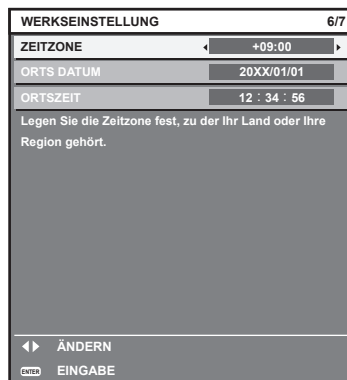 WERKSEINSTELLUNG 6/7
ZEITZONE +09:00
ORTS DATUM 20XX/01/01
ORTSZEIT 12 : 34 : 56
Legen Sie die Zeitzone fest, zu der Ihr Land oder Ihre
Region gehört.
ÄNDERN
ENTER EINGABE